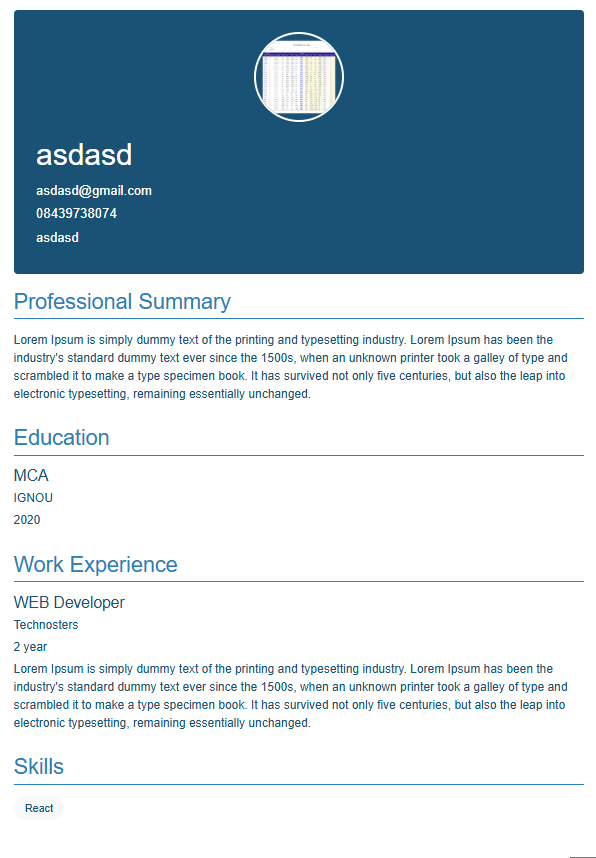 asdasd
asdasd@gmail.com
08439738074
asdasd
Professional Summary
Lorem Ipsum is simply dummy text of the printing and typesetting industry. Lorem Ipsum has been the
industry's standard dummy text ever since the 1500s, when an unknown printer took a galley of type and
scrambled it to make a type specimen book. It has survived not only five centuries, but also the leap into
electronic typesetting, remaining essentially unchanged.
Education
MCA
IGNOU
2020
Work Experience
WEB Developer
Technosters
2 year
Lorem Ipsum is simply dummy text of the printing and typesetting industry. Lorem Ipsum has been the
industry's standard dummy text ever since the 1500s, when an unknown printer took a galley of type and
scrambled it to make a type specimen book. It has survived not only five centuries, but also the leap into
electronic typesetting, remaining essentially unchanged.
Skills
React